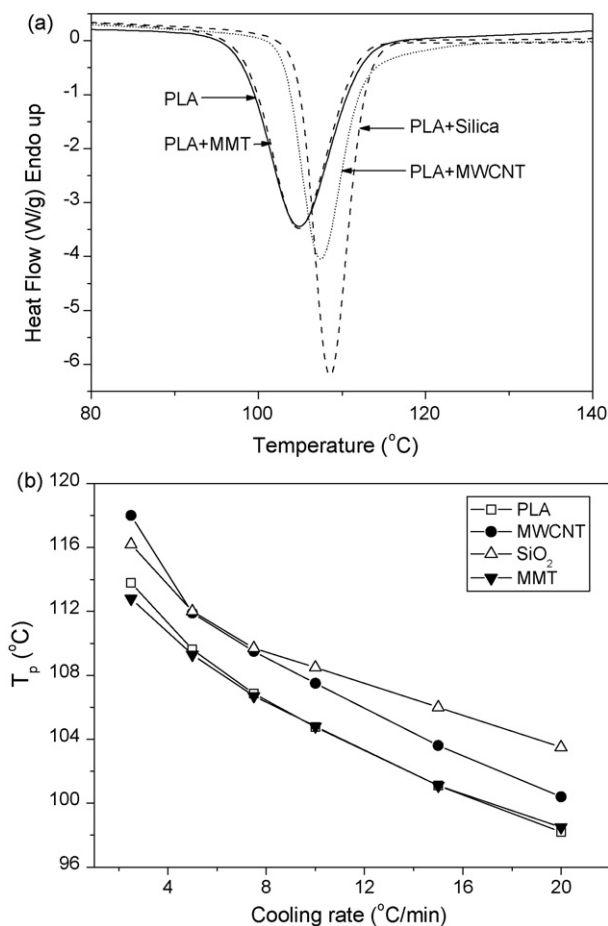 (a)
0
-1
-2
-3
-4
-5
-6
PLA
PLA+MMT
PLA+Silica
PLA+MWCNT
Heat Flow (W/g) Endo up
80 100 120 140
Temperature (°C)
(b)
120
116
112
108
104
100
96
PLA
MWCNT
SiO₂
MMT
Tₚ (°C)
4 8 12 16 20
Cooling rate (°C/min)